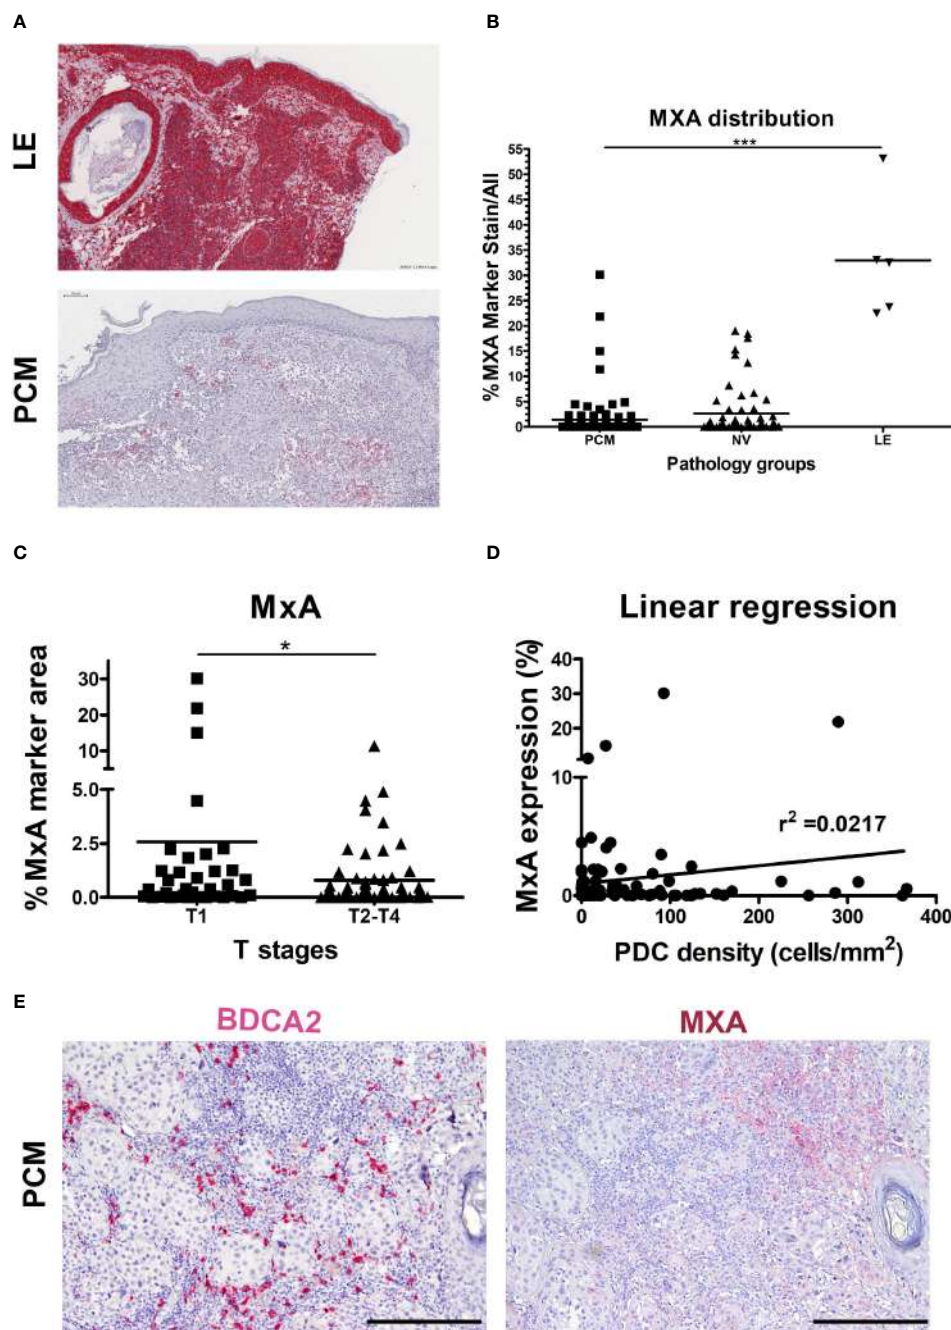 A
LE
PCM
B
MXA distribution
***
% MXA Marker Stain/All
55
50
45
40
35
30
25
20
15
10
5
0
PCM NV LE
Pathology groups
C
MxA
*
% MxA marker area
30
20
10
5.0
2.5
0.0
T1 T2-T4
T stages
D
Linear regression
MxA expression (%)
40
30
20
10
0
r² =0.0217
0 100 200 300 400
PDC density (cells/mm²)
E
BDCA2 MXA
PCM